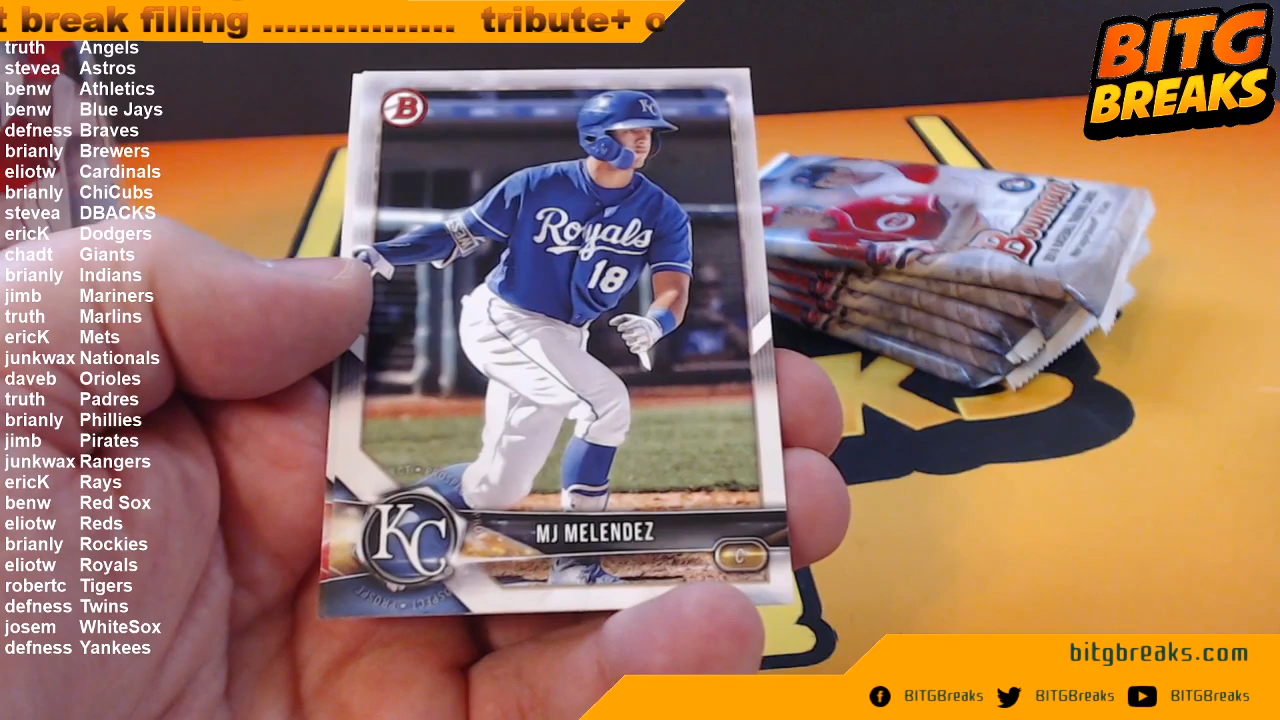 t break filling ................ tribute+ o
BITG
BREAKS
truth Angels
stevea Astros
benw Athletics
benw Blue Jays
defness Braves
brianly Brewers
eliotw Cardinals
brianly ChiCubs
stevea DBACKS
ericK Dodgers
chadt Giants
brianly Indians
jimb Mariners
truth Marlins
ericK Mets
junkwax Nationals
daveb Orioles
truth Padres
brianly Phillies
jimb Pirates
junkwax Rangers
ericK Rays
benw Red Sox
eliotw Reds
brianly Rockies
eliotw Royals
robertc Tigers
defness Twins
josem WhiteSox
defness Yankees
B
KC
Royals
18
KC
MJ MELENDEZ
C
Bowman
bitgbreaks.com
BITGBreaks BITGBreaks BITGBreaks